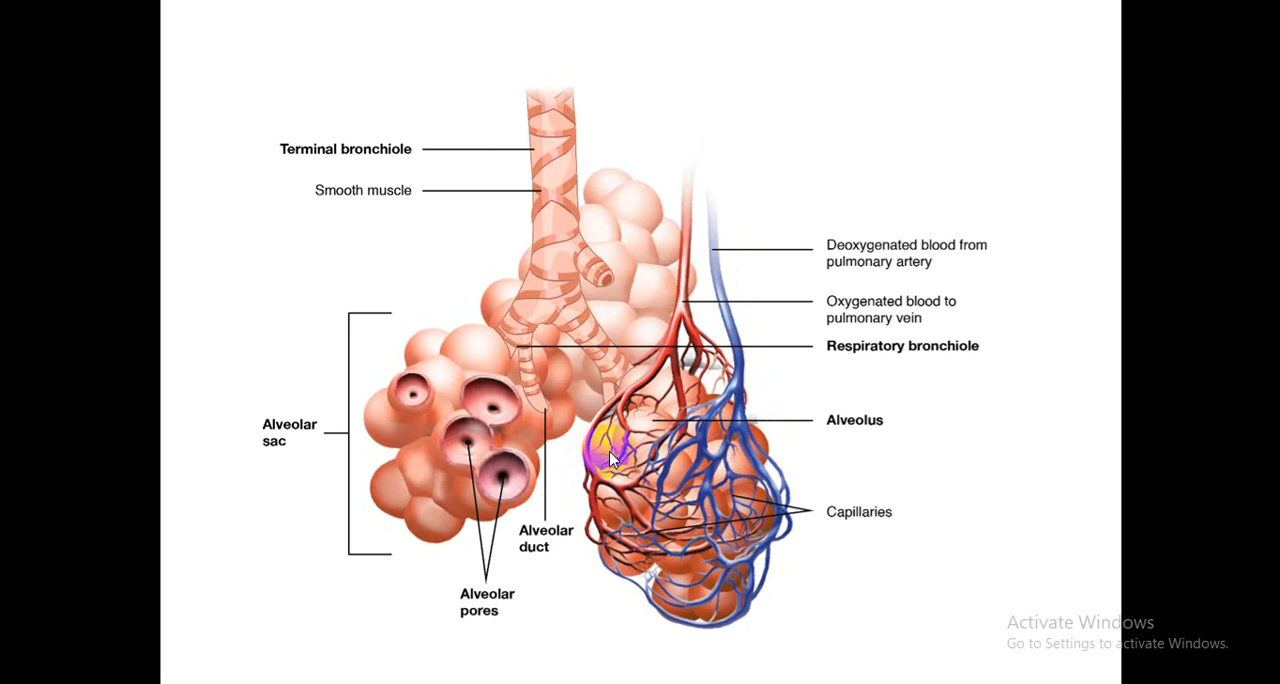 Terminal bronchiole
Smooth muscle
Deoxygenated blood from
pulmonary artery
Oxygenated blood to
pulmonary vein
Respiratory bronchiole
Alveolar
sac
Alveolus
Capillaries
Alveolar
duct
Alveolar
pores
Activate Windows
Go to Settings to activate Windows.